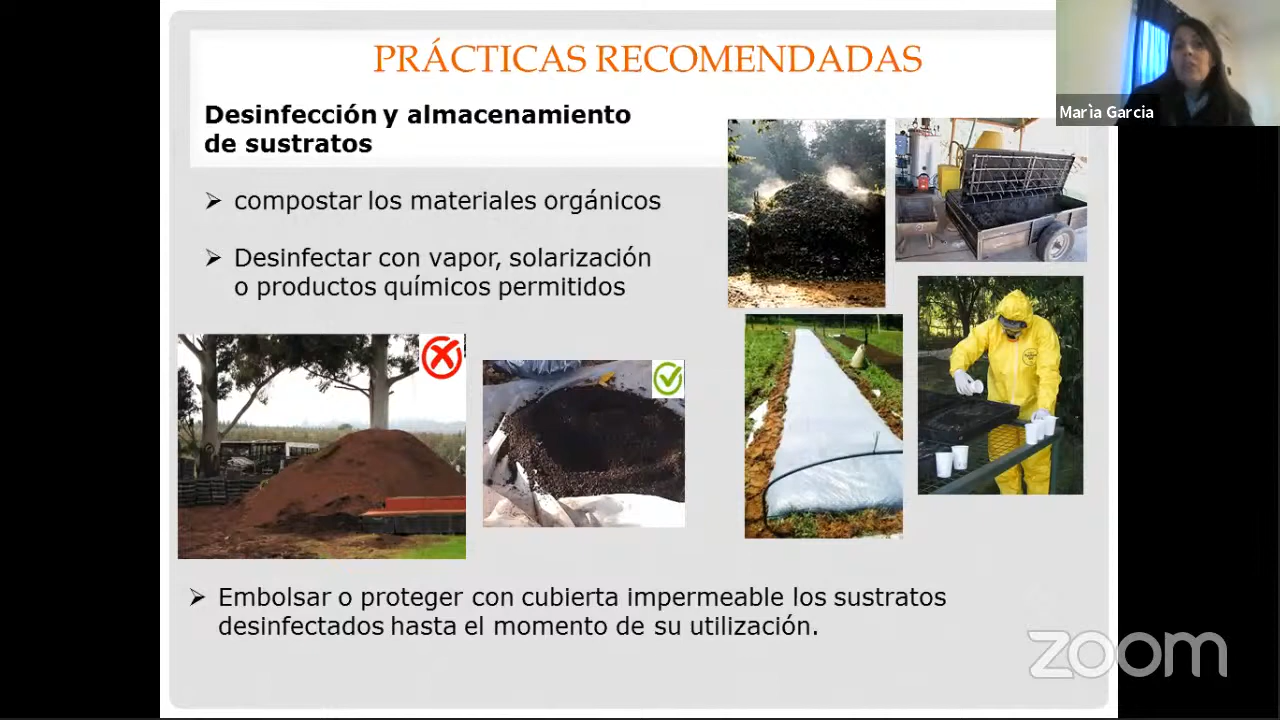 PRÁCTICAS RECOMENDADAS
Desinfección y almacenamiento
de sustratos
Marìa Garcia
➢ compostar los materiales orgánicos
➢ Desinfectar con vapor, solarización
o productos químicos permitidos
➢ Embolsar o proteger con cubierta impermeable los sustratos
desinfectados hasta el momento de su utilización.
zoom